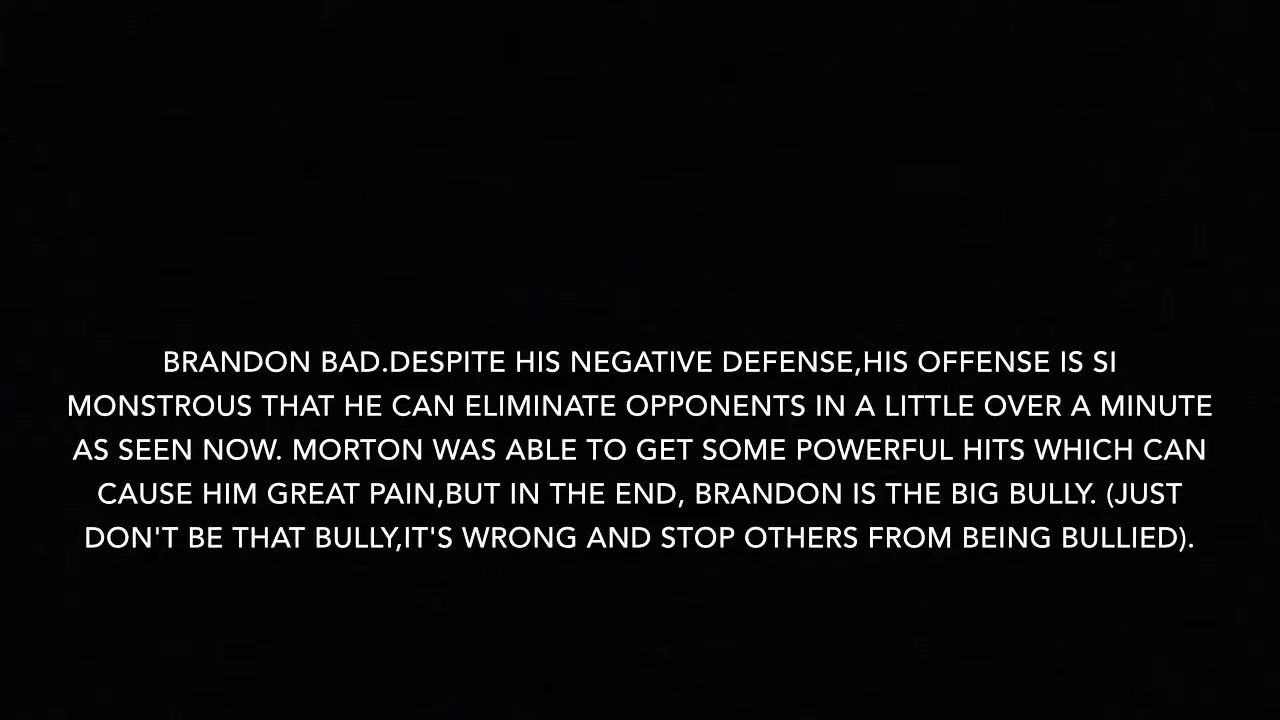 BRANDON BAD.DESPITE HIS NEGATIVE DEFENSE,HIS OFFENSE IS SI
MONSTROUS THAT HE CAN ELIMINATE OPPONENTS IN A LITTLE OVER A MINUTE
AS SEEN NOW. MORTON WAS ABLE TO GET SOME POWERFUL HITS WHICH CAN
CAUSE HIM GREAT PAIN,BUT IN THE END, BRANDON IS THE BIG BULLY. (JUST
DON'T BE THAT BULLY,IT'S WRONG AND STOP OTHERS FROM BEING BULLIED).